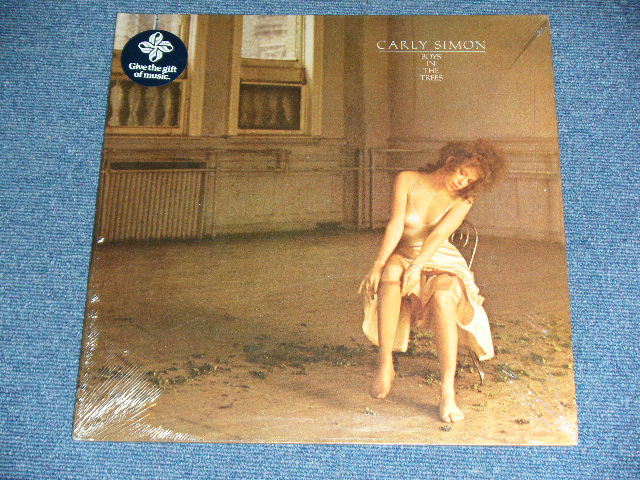 Give the gift
of music.
CARLY SIMON
BOYS
IN
THE
TREES